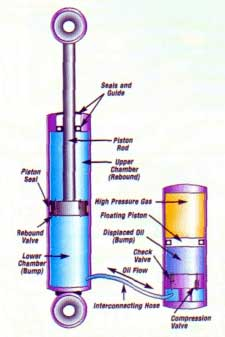 Seals and
Guide
Piston
Rod
Piston
Seal
Upper
Chamber
(Rebound)
High Pressure Gas
Floating Piston
Rebound
Valve
Displaced Oil
(Bump)
Lower
Chamber
(Bump)
Check
Valve
Oil Flow
Interconnecting Hose
Compression
Valve